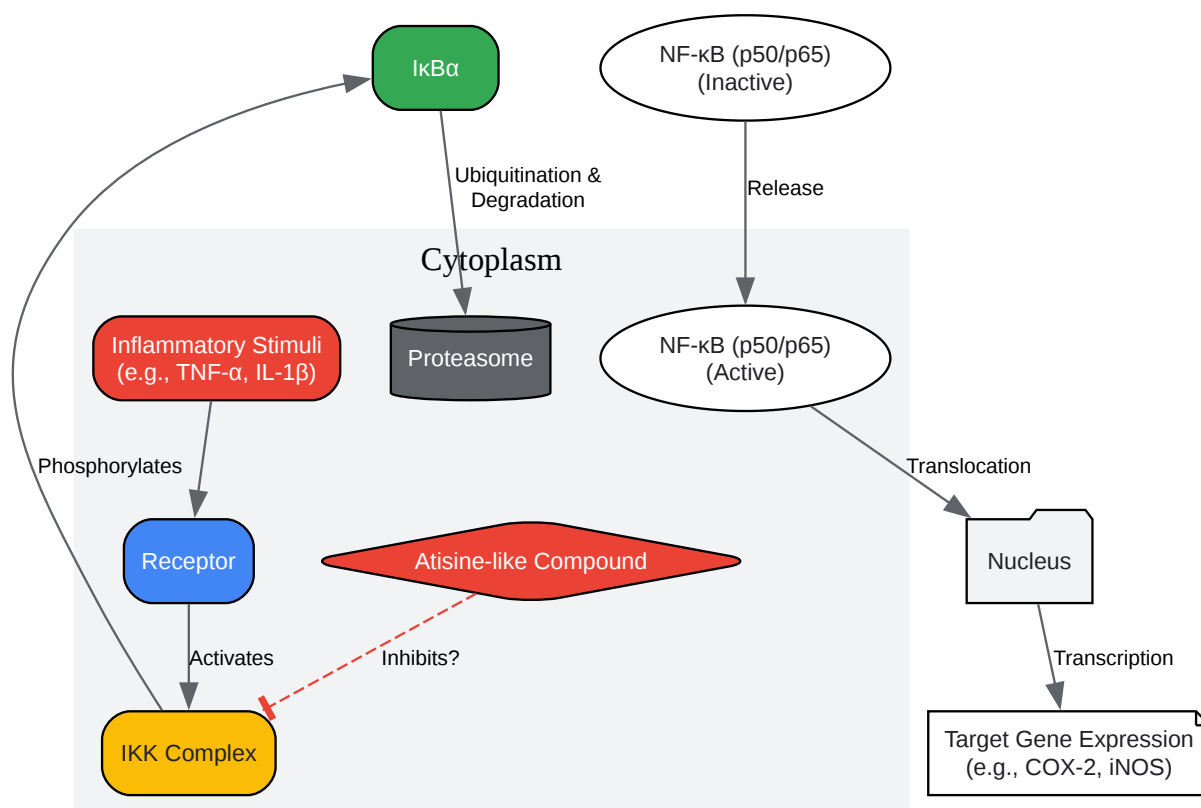 IκBα
NF-κB (p50/p65)
(Inactive)
Ubiquitination &
Degradation
Release
Cytoplasm
Inflammatory Stimuli
(e.g., TNF-α, IL-1β)
Proteasome
NF-κB (p50/p65)
(Active)
Phosphorylates
Translocation
Receptor
Atisine-like Compound
Nucleus
Activates
Inhibits?
Transcription
IKK Complex
Target Gene Expression
(e.g., COX-2, iNOS)